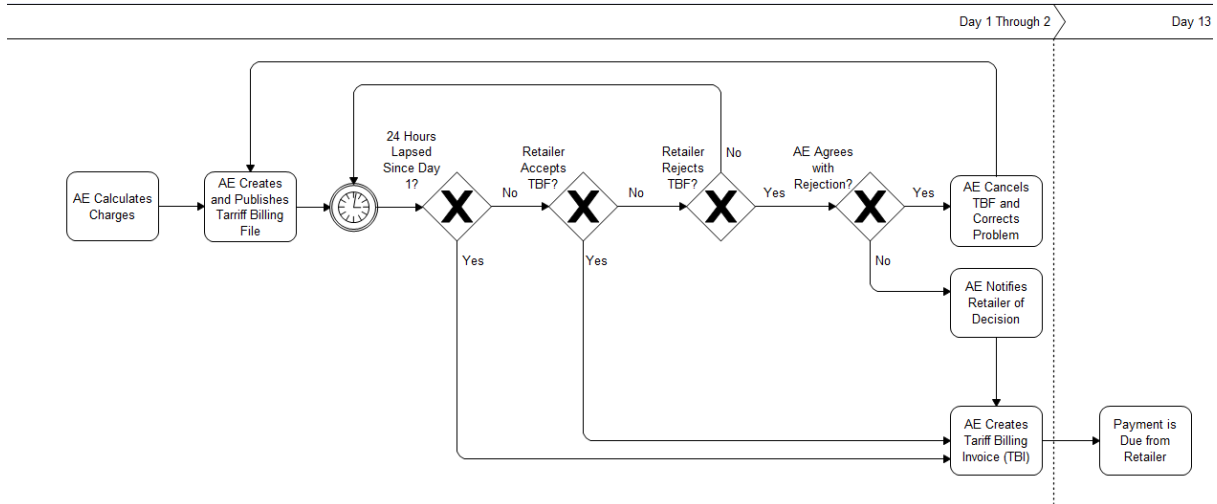 Day 1 Through 2
Day 13
24 Hours
Lapsed
Since Day
1?
Retailer
Accepts
TBF?
Retailer
Rejects
TBF?
No
AE Agrees
with
Rejection?
AE Calculates
Charges
AE Creates
and Publishes
Tarriff Billing
File
No
No
Yes
Yes
AE Cancels
TBF and
Corrects
Problem
Yes
Yes
No
AE Notifies
Retailer of
Decision
AE Creates
Tariff Billing
Invoice (TBI)
Payment is
Due from
Retailer